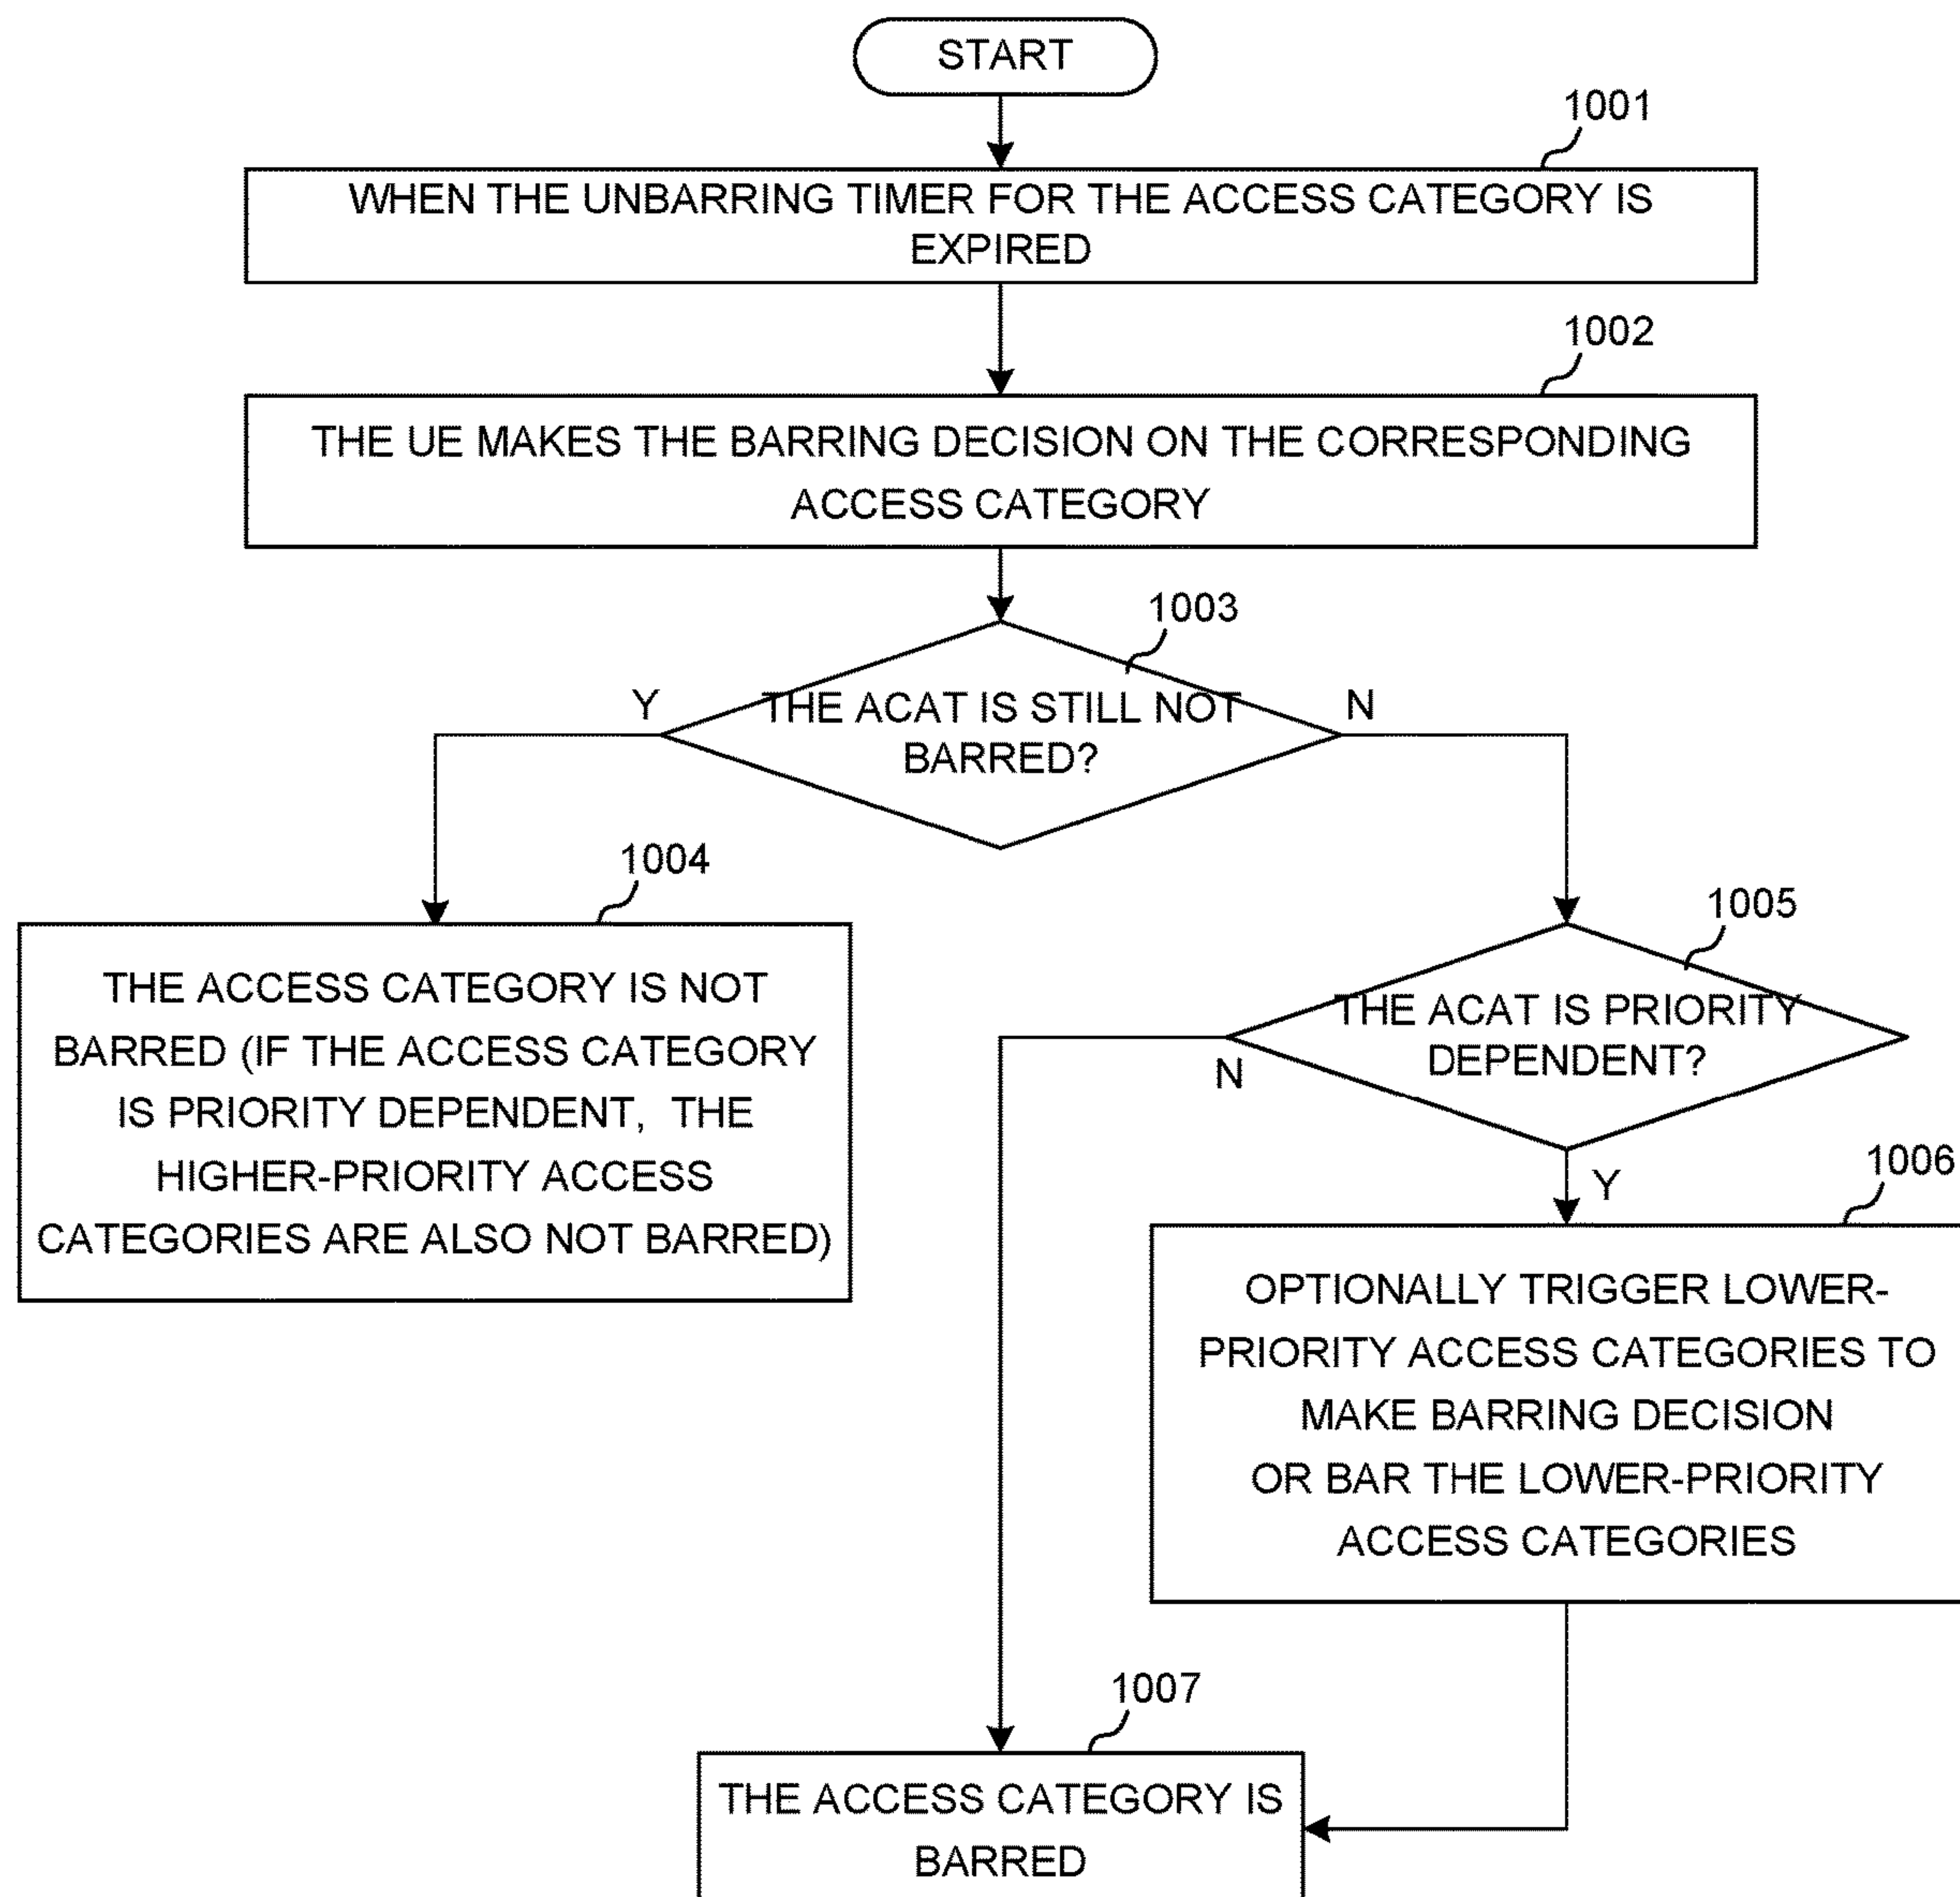 START
1001
WHEN THE UNBARRING TIMER FOR THE ACCESS CATEGORY IS
EXPIRED
1002
THE UE MAKES THE BARRING DECISION ON THE CORRESPONDING
ACCESS CATEGORY
1003
Y
THE ACAT IS STILL NOT
BARRED?
N
1004
THE ACCESS CATEGORY IS NOT
BARRED (IF THE ACCESS CATEGORY
IS PRIORITY DEPENDENT, THE
HIGHER-PRIORITY ACCESS
CATEGORIES ARE ALSO NOT BARRED)
1005
THE ACAT IS PRIORITY
DEPENDENT?
N
Y
1006
OPTIONALLY TRIGGER LOWER-
PRIORITY ACCESS CATEGORIES TO
MAKE BARRING DECISION
OR BAR THE LOWER-PRIORITY
ACCESS CATEGORIES
1007
THE ACCESS CATEGORY IS
BARRED